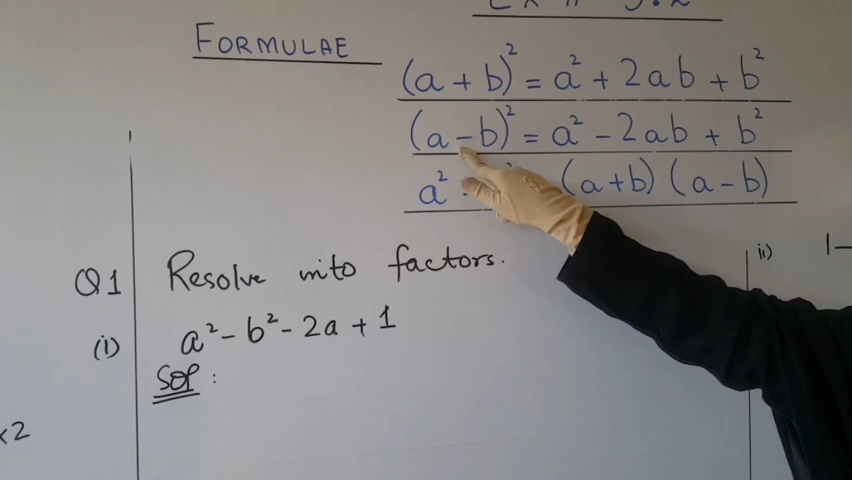 FORMULAE
(a + b)² = a² + 2ab + b²
(a - b)² = a² - 2ab + b²
a² (a+b) (a-b)
Q1 Resolve into factors.
(i) a² - b² - 2a + 1
Sol :
ii) 1-
x2